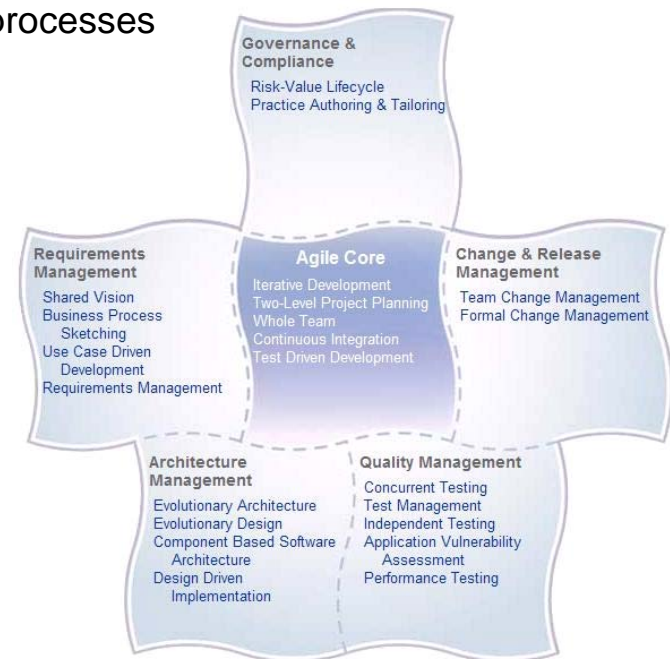 processes
Governance &
Compliance
Risk-Value Lifecycle
Practice Authoring & Tailoring
Requirements
Management
Shared Vision
Business Process
Sketching
Use Case Driven
Development
Requirements Management
Agile Core
Iterative Development
Two-Level Project Planning
Whole Team
Continuous Integration
Test Driven Development
Change & Release
Management
Team Change Management
Formal Change Management
Architecture
Management
Evolutionary Architecture
Evolutionary Design
Component Based Software
Architecture
Design Driven
Implementation
Quality Management
Concurrent Testing
Test Management
Independent Testing
Application Vulnerability
Assessment
Performance Testing